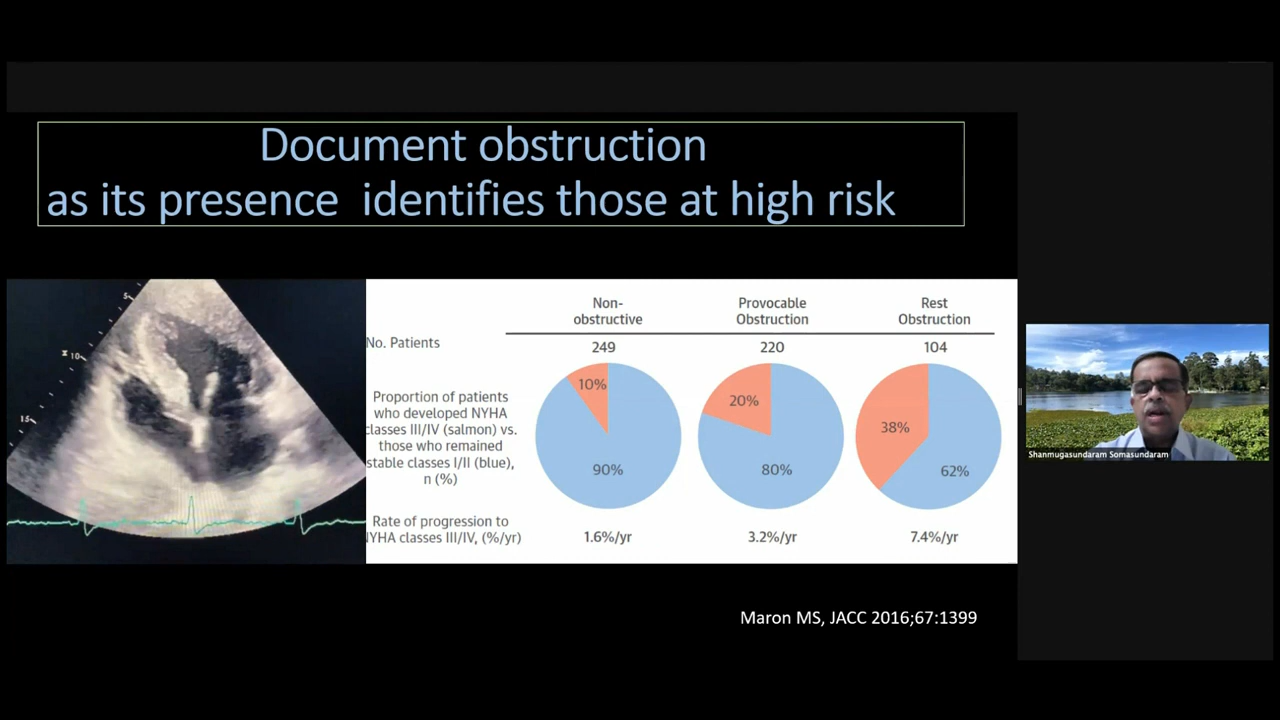 Document obstruction
as its presence identifies those at high risk
5
10
15
Non-
obstructive
Provocable
Obstruction
Rest
Obstruction
No. Patients
249
220
104
Proportion of patients
who developed NYHA
classes III/IV (salmon) vs.
those who remained
stable classes I/II (blue),
n (%)
10%
90%
20%
80%
38%
62%
Rate of progression to
NYHA classes III/IV, (%/yr)
1.6%/yr
3.2%/yr
7.4%/yr
Maron MS, JACC 2016;67:1399
Shanmugasundaram Somasundaram